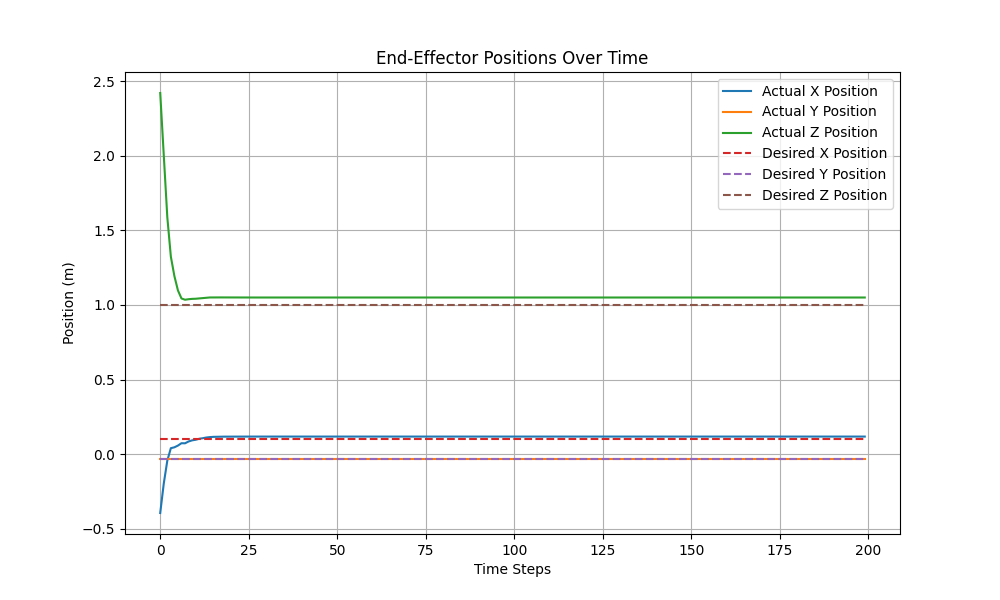 End-Effector Positions Over Time
Actual X Position
Actual Y Position
Actual Z Position
Desired X Position
Desired Y Position
Desired Z Position
Position (m)
2.5
2.0
1.5
1.0
0.5
0.0
−0.5
0 25 50 75 100 125 150 175 200
Time Steps